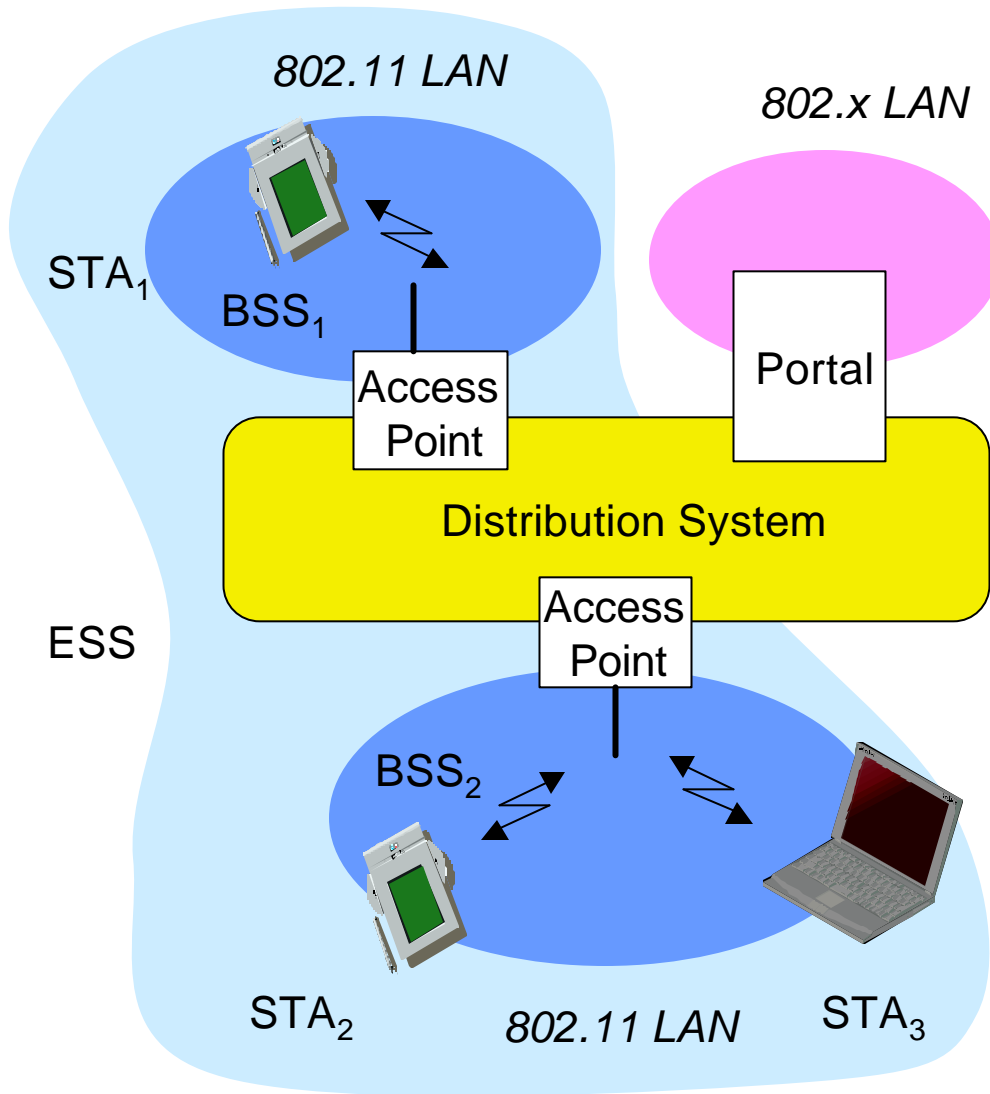 802.11 LAN
802.x LAN
STA₁
BSS₁
Access
Point
Portal
Distribution System
Access
Point
ESS
BSS₂
STA₂
802.11 LAN
STA₃